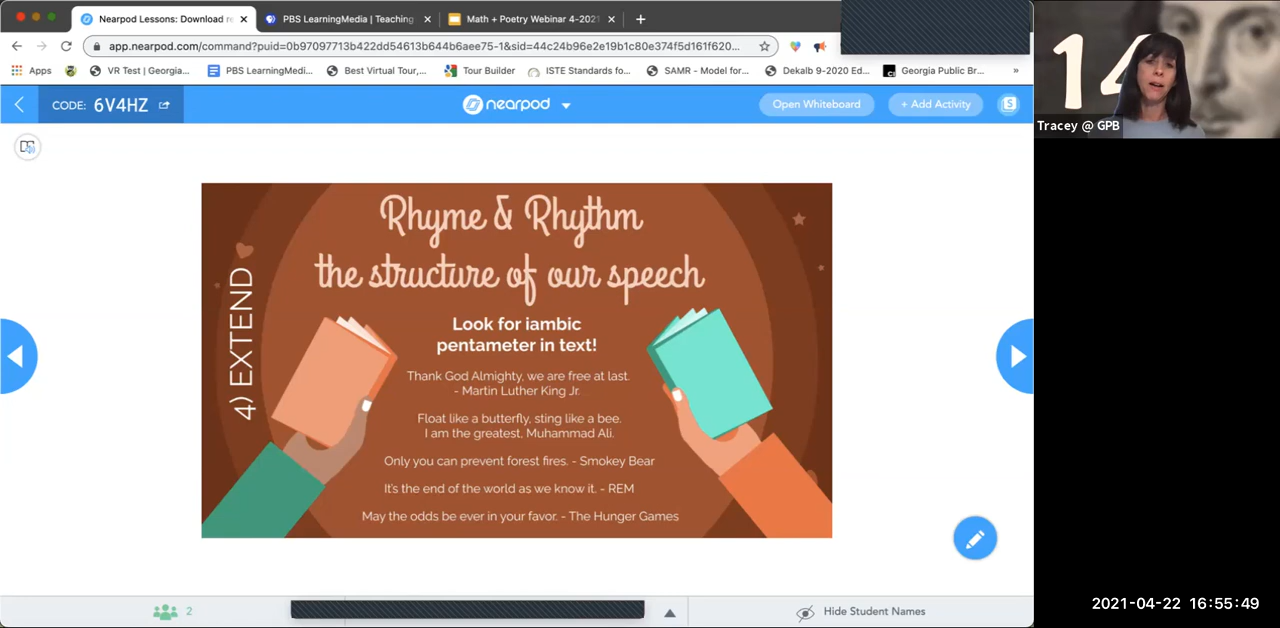 Nearpod Lessons: Download re
PBS LearningMedia | Teaching
Math + Poetry Webinar 4-2021
app.nearpod.com/command?puid=0b97097713b422dd54613b644b6aee75-1&sid=44c24b96e2e19b1c80e374f5d161f620...
Apps
VR Test | Georgia...
PBS LearningMedi...
Best Virtual Tour,...
Tour Builder
ISTE Standards fo...
SAMR - Model for...
Dekalb 9-2020 Ed...
Georgia Public Br...
»
CODE: 6V4HZ
nearpod
Open Whiteboard
+ Add Activity
S
14
Tracey @ GPB
4) EXTEND
Rhyme & Rhythm
the structure of our speech
Look for iambic
pentameter in text!
Thank God Almighty, we are free at last.
- Martin Luther King Jr.
Float like a butterfly, sting like a bee.
I am the greatest, Muhammad Ali.
Only you can prevent forest fires. - Smokey Bear
It's the end of the world as we know it. - REM
May the odds be ever in your favor. - The Hunger Games
2
Hide Student Names
2021-04-22 16:55:49